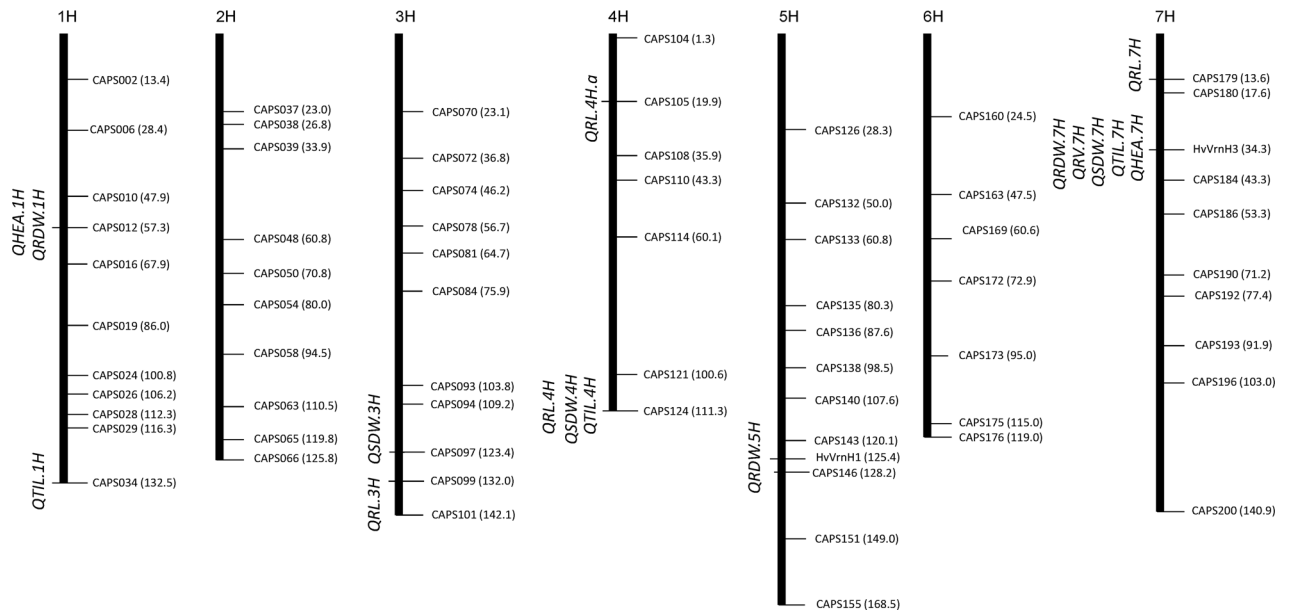 1H
CAPS002 (13.4)
CAPS006 (28.4)
CAPS010 (47.9)
CAPS012 (57.3)
CAPS016 (67.9)
CAPS019 (86.0)
CAPS024 (100.8)
CAPS026 (106.2)
CAPS028 (112.3)
CAPS029 (116.3)
CAPS034 (132.5)
QHEA.1H
QRDW.1H
QTIL.1H
2H
CAPS037 (23.0)
CAPS038 (26.8)
CAPS039 (33.9)
CAPS048 (60.8)
CAPS050 (70.8)
CAPS054 (80.0)
CAPS058 (94.5)
CAPS063 (110.5)
CAPS065 (119.8)
CAPS066 (125.8)
3H
CAPS070 (23.1)
CAPS072 (36.8)
CAPS074 (46.2)
CAPS078 (56.7)
CAPS081 (64.7)
CAPS084 (75.9)
CAPS093 (103.8)
CAPS094 (109.2)
CAPS097 (123.4)
CAPS099 (132.0)
CAPS101 (142.1)
QSDW.3H
QRL.3H
4H
CAPS104 (1.3)
CAPS105 (19.9)
CAPS108 (35.9)
CAPS110 (43.3)
CAPS114 (60.1)
CAPS121 (100.6)
CAPS124 (111.3)
QRL.4H.a
QRL.4H
QSDW.4H
QTIL.4H
5H
CAPS126 (28.3)
CAPS132 (50.0)
CAPS133 (60.8)
CAPS135 (80.3)
CAPS136 (87.6)
CAPS138 (98.5)
CAPS140 (107.6)
CAPS143 (120.1)
HvVrnH1 (125.4)
CAPS146 (128.2)
CAPS151 (149.0)
CAPS155 (168.5)
QRDW.5H
6H
CAPS160 (24.5)
CAPS163 (47.5)
CAPS169 (60.6)
CAPS172 (72.9)
CAPS173 (95.0)
CAPS175 (115.0)
CAPS176 (119.0)
7H
CAPS179 (13.6)
CAPS180 (17.6)
HvVrnH3 (34.3)
CAPS184 (43.3)
CAPS186 (53.3)
CAPS190 (71.2)
CAPS192 (77.4)
CAPS193 (91.9)
CAPS196 (103.0)
CAPS200 (140.9)
QRL.7H
QRDW.7H
QRV.7H
QSDW.7H
QTIL.7H
QHEA.7H